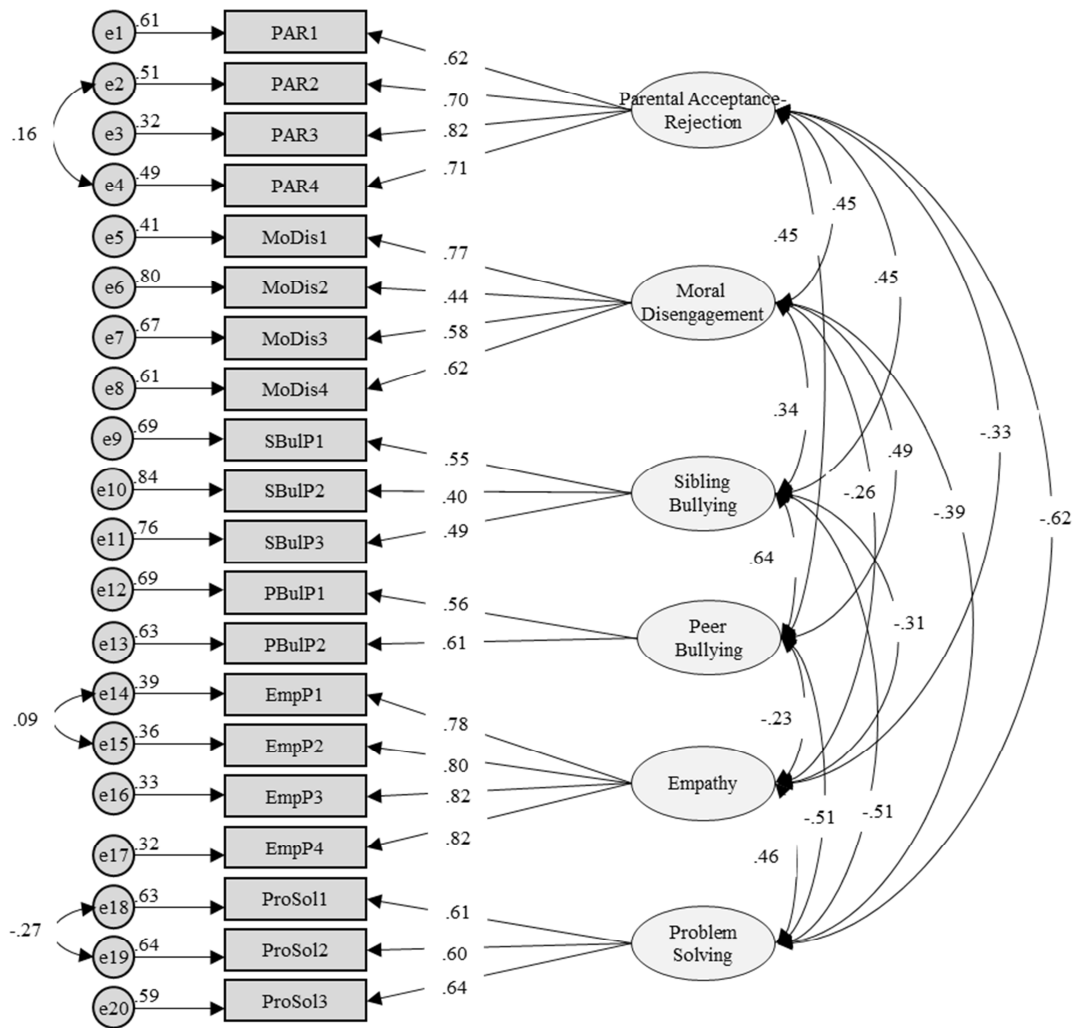 e1 .61 PAR1 .62
e2 .51 PAR2 .70
e3 .32 PAR3 .82
e4 .49 PAR4 .71
.16
Parental Acceptance-
Rejection
e5 .41 MoDis1 .77
e6 .80 MoDis2 .44
e7 .67 MoDis3 .58
e8 .61 MoDis4 .62
Moral
Disengagement
e9 .69 SBulP1 .55
e10 .84 SBulP2 .40
e11 .76 SBulP3 .49
Sibling
Bullying
e12 .69 PBulP1 .56
e13 .63 PBulP2 .61
Peer
Bullying
e14 .39 EmpP1 .78
e15 .36 EmpP2 .80
e16 .33 EmpP3 .82
e17 .32 EmpP4 .82
.09
Empathy
e18 .63 ProSol1 .61
e19 .64 ProSol2 .60
e20 .59 ProSol3 .64
-.27
Problem
Solving
.45
.45
.45
.34
.49
-.33
-.26
-.39
-.62
.64
-.31
-.23
-.51
-.51
.46